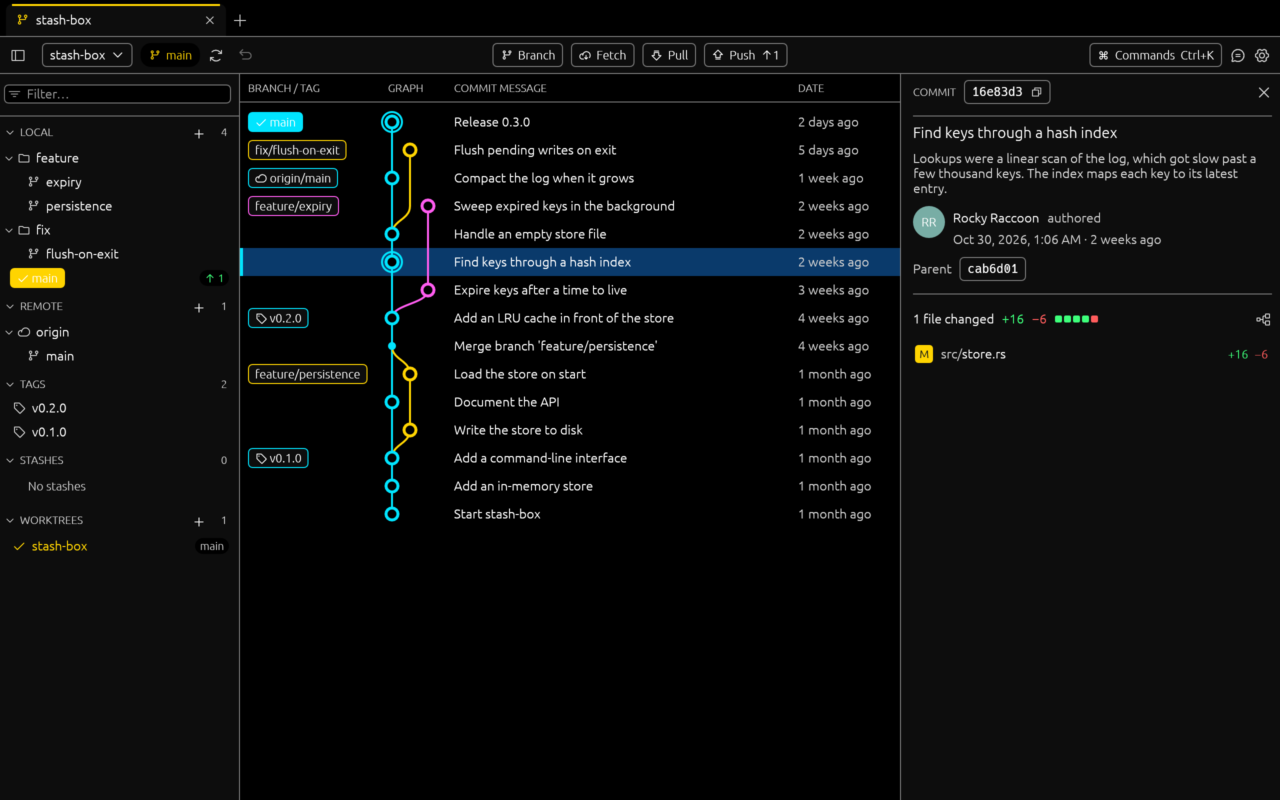 stash-box
stash-box
main
Branch
Fetch
Pull
Push ↑1
⌘ Commands Ctrl+K
Filter...
LOCAL 4
feature
expiry
persistence
fix
flush-on-exit
main ↑ 1
REMOTE 1
origin
main
TAGS 2
v0.2.0
v0.1.0
STASHES 0
No stashes
WORKTREES 1
stash-box main
BRANCH / TAG GRAPH COMMIT MESSAGE DATE
main Release 0.3.0 2 days ago
fix/flush-on-exit Flush pending writes on exit 5 days ago
origin/main Compact the log when it grows 1 week ago
feature/expiry Sweep expired keys in the background 2 weeks ago
Handle an empty store file 2 weeks ago
Find keys through a hash index 2 weeks ago
Expire keys after a time to live 3 weeks ago
v0.2.0 Add an LRU cache in front of the store 4 weeks ago
Merge branch 'feature/persistence' 4 weeks ago
feature/persistence Load the store on start 1 month ago
Document the API 1 month ago
Write the store to disk 1 month ago
v0.1.0 Add a command-line interface 1 month ago
Add an in-memory store 1 month ago
Start stash-box 1 month ago
COMMIT 16e83d3
Find keys through a hash index
Lookups were a linear scan of the log, which got slow past a
few thousand keys. The index maps each key to its latest
entry.
RR Rocky Raccoon authored
Oct 30, 2026, 1:06 AM · 2 weeks ago
Parent cab6d01
1 file changed +16 −6
M src/store.rs +16 −6